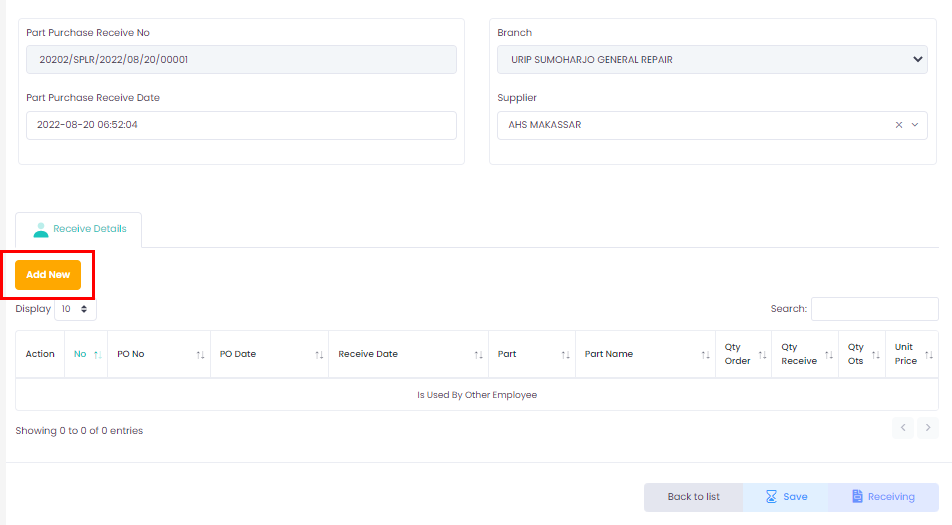 Part Purchase Receive No
20202/SPLR/2022/08/20/00001
Part Purchase Receive Date
2022-08-20 06:52:04
Branch
URIP SUMOHARJO GENERAL REPAIR
Supplier
AHS MAKASSAR
Receive Details
Add New
Display 10
Search:
Action No PO No PO Date Receive Date Part Part Name Qty Order Qty Receive Qty Ots Unit Price
Is Used By Other Employee
Showing 0 to 0 of 0 entries
Back to list Save Receiving